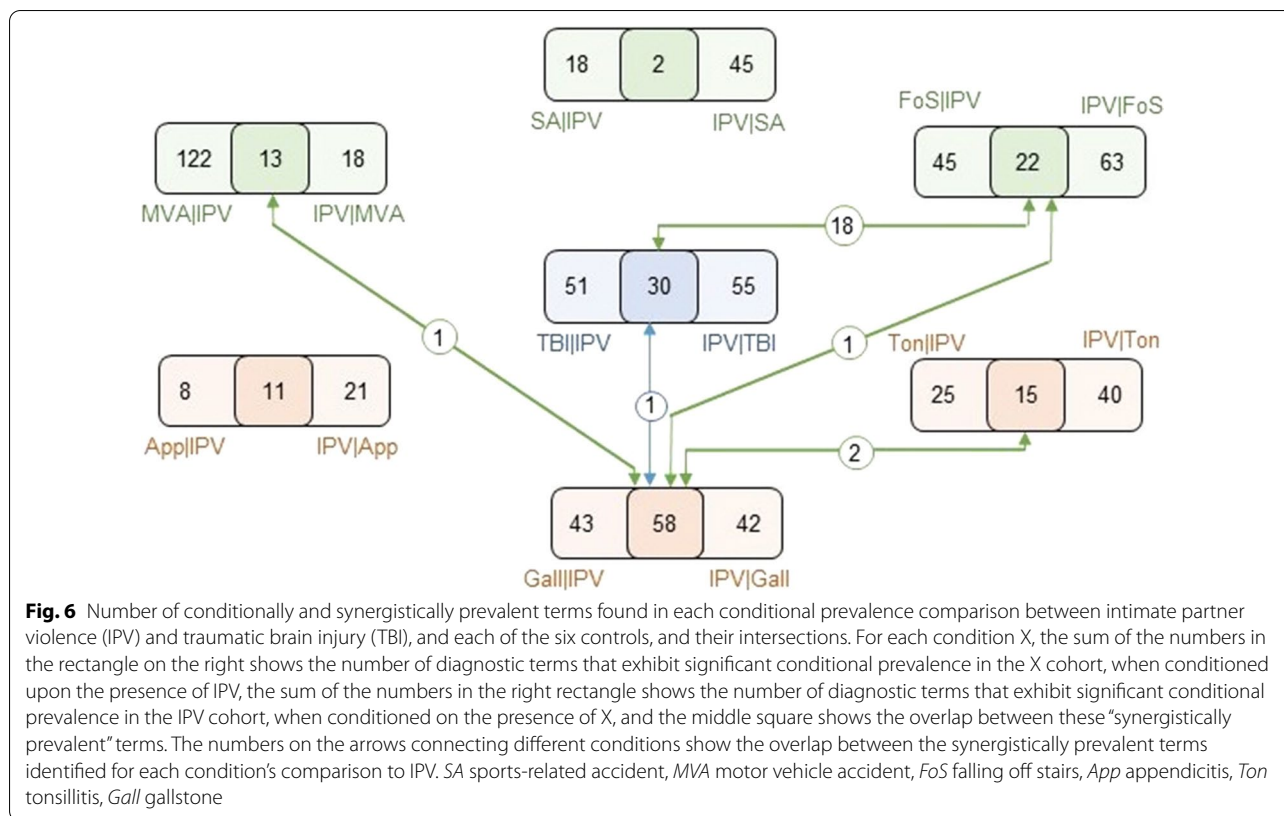 18 2 45
SA|IPV IPV|SA
FoS|IPV IPV|FoS
45 22 63
122 13 18
MVA|IPV IPV|MVA
18
51 30 55
TBI|IPV IPV|TBI
1
1
Ton|IPV IPV|Ton
25 15 40
8 11 21
App|IPV IPV|App
1
2
43 58 42
Gall|IPV IPV|Gall
Fig. 6 Number of conditionally and synergistically prevalent terms found in each conditional prevalence comparison between intimate partner
violence (IPV) and traumatic brain injury (TBI), and each of the six controls, and their intersections. For each condition X, the sum of the numbers in
the rectangle on the right shows the number of diagnostic terms that exhibit significant conditional prevalence in the X cohort, when conditioned
upon the presence of IPV, the sum of the numbers in the right rectangle shows the number of diagnostic terms that exhibit significant conditional
prevalence in the IPV cohort, when conditioned on the presence of X, and the middle square shows the overlap between these "synergistically
prevalent" terms. The numbers on the arrows connecting different conditions show the overlap between the synergistically prevalent terms
identified for each condition's comparison to IPV. SA sports-related accident, MVA motor vehicle accident, FoS falling off stairs, App appendicitis, Ton
tonsillitis, Gall gallstone